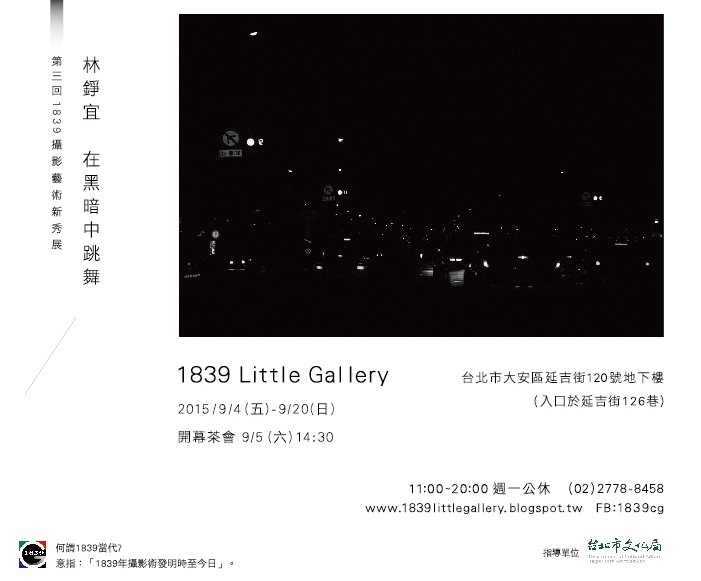 第三回1839攝影藝術新秀展
林錚宜 在黑暗中跳舞
1839 Little Gallery
2015/9/4(五)-9/20(日)
開幕茶會 9/5(六)14:30
台北市大安區延吉街120號地下樓
(入口於延吉街126巷)
11:00-20:00 週一公休 (02)2778-8458
www.1839littlegallery.blogspot.tw FB:1839cg
何謂1839當代?
意指:「1839年攝影術發明時至今日」。
指導單位
台北市文化局
Department of Cultural Affairs
Taipei City Government